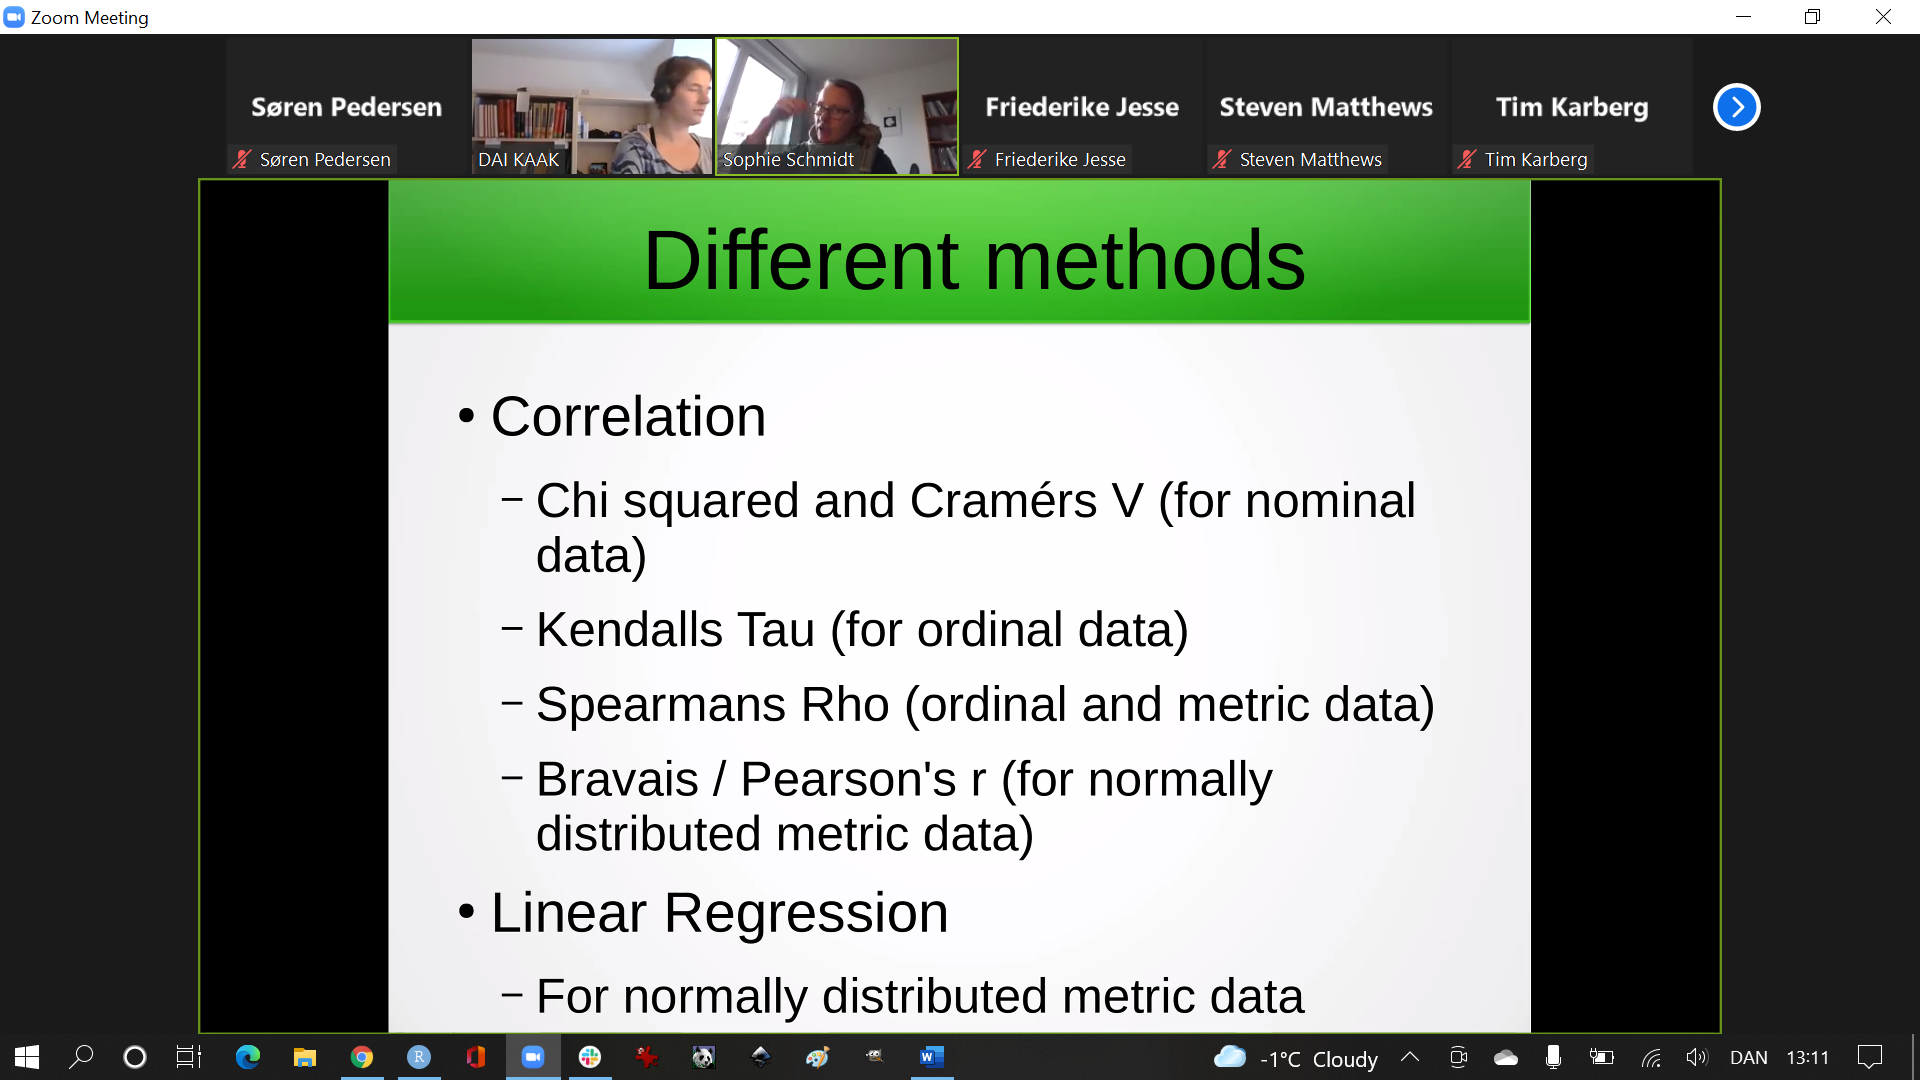 Zoom Meeting
Søren Pedersen
Friederike Jesse
Steven Matthews
Tim Karberg
Søren Pedersen
DAI KAAK
Sophie Schmidt
Friederike Jesse
Steven Matthews
Tim Karberg
Different methods
• Correlation
– Chi squared and Cramérs V (for nominal
data)
– Kendalls Tau (for ordinal data)
– Spearmans Rho (ordinal and metric data)
– Bravais / Pearson's r (for normally
distributed metric data)
• Linear Regression
– For normally distributed metric data
R
W
-1°C Cloudy
DAN
13:11